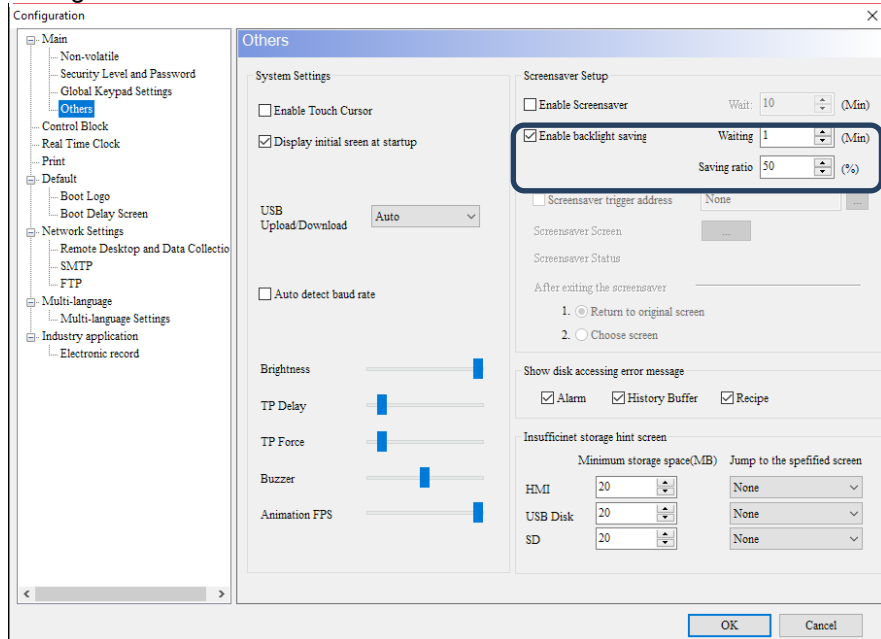 Configuration
Main
Non-volatile
Security Level and Password
Global Keypad Settings
Others
Control Block
Real Time Clock
Print
Default
Boot Logo
Boot Delay Screen
Network Settings
Remote Desktop and Data Collectio
SMTP
FTP
Multi-language
Multi-language Settings
Industry application
Electronic record
Others
System Settings
Enable Touch Cursor
Display initial sreen at startup
USB
Upload/Download Auto
Auto detect baud rate
Brightness
TP Delay
TP Force
Buzzer
Animation FPS
Screensaver Setup
Enable Screensaver Wait: 10 (Min)
Enable backlight saving Waiting 1 (Min)
Saving ratio 50 (%)
Screensaver trigger address None ...
Screensaver Screen ...
Screensaver Status
After exiting the screensaver
1. Return to original screen
2. Choose screen
Show disk accessing error message
Alarm History Buffer Recipe
Insufficinet storage hint screen
Minimum storage space(MB) Jump to the spefified screen
HMI 20 None
USB Disk 20 None
SD 20 None
OK Cancel